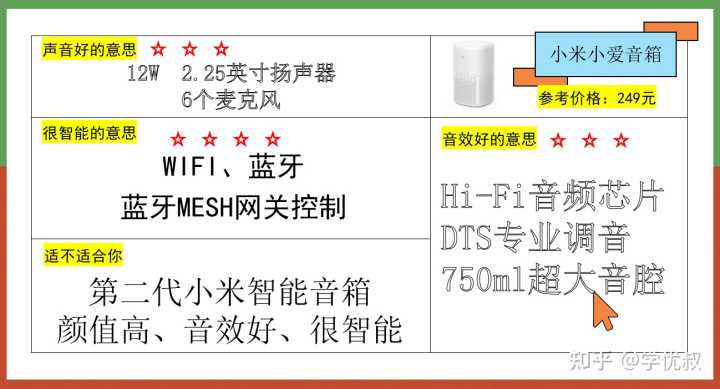 声音好的意思
12W 2.25英寸扬声器
6个麦克风
小米小爱音箱
参考价格：249元
很智能的意思
WIFI、蓝牙
蓝牙MESH网关控制
音效好的意思
Hi-Fi音频芯片
DTS专业调音
750ml超大音腔
适不适合你
第二代小米智能音箱
颜值高、音效好、很智能
知乎 @学优叔